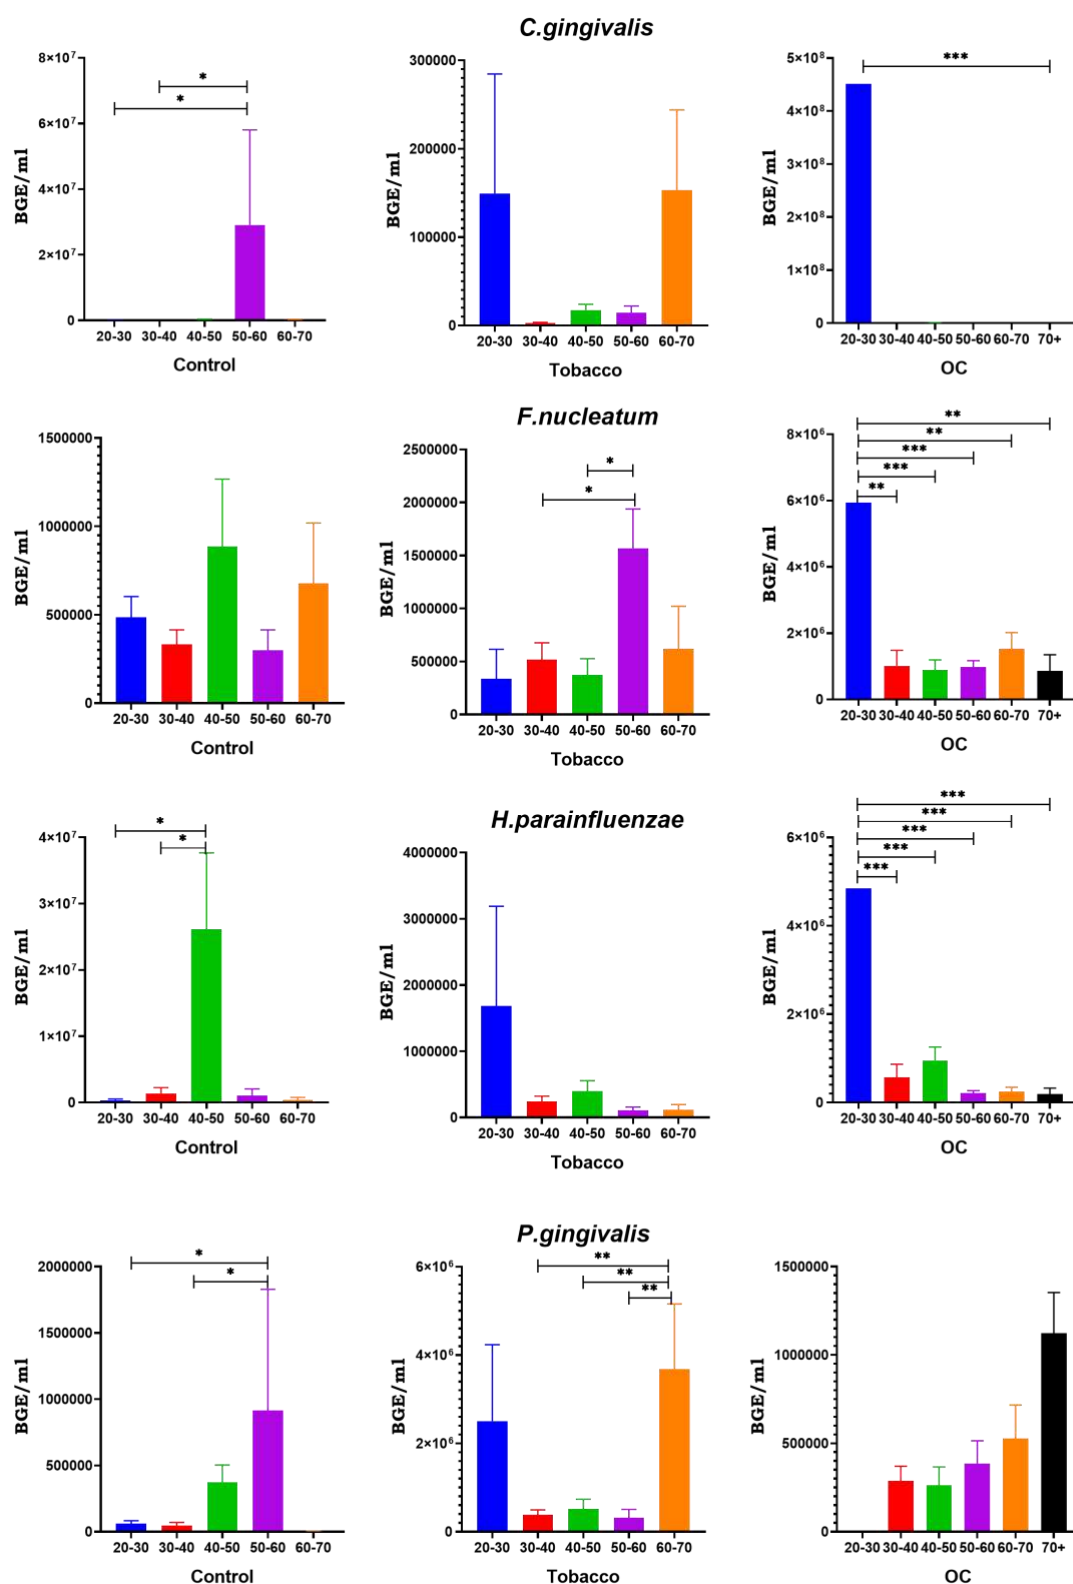 C.gingivalis
BGE/ml
8×10⁷
6×10⁷
4×10⁷
2×10⁷
0
* 
*
20-30 30-40 40-50 50-60 60-70
Control
BGE/ml
300000
200000
100000
0
20-30 30-40 40-50 50-60 60-70
Tobacco
BGE/ml
5×10⁸
4×10⁸
3×10⁸
2×10⁸
1×10⁸
0
***
20-30 30-40 40-50 50-60 60-70 70+
OC
F.nucleatum
BGE/ml
1500000
1000000
500000
0
20-30 30-40 40-50 50-60 60-70
Control
BGE/ml
2500000
2000000
1500000
1000000
500000
0
*
*
20-30 30-40 40-50 50-60 60-70
Tobacco
BGE/ml
8×10⁶
6×10⁶
4×10⁶
2×10⁶
0
**
**
***
***
**
20-30 30-40 40-50 50-60 60-70 70+
OC
H.parainfluenzae
BGE/ml
4×10⁷
3×10⁷
2×10⁷
1×10⁷
0
*
*
20-30 30-40 40-50 50-60 60-70
Control
BGE/ml
4000000
3000000
2000000
1000000
0
20-30 30-40 40-50 50-60 60-70
Tobacco
BGE/ml
6×10⁶
4×10⁶
2×10⁶
0
***
***
***
***
***
20-30 30-40 40-50 50-60 60-70 70+
OC
P.gingivalis
BGE/ml
2000000
1500000
1000000
500000
0
*
*
20-30 30-40 40-50 50-60 60-70
Control
BGE/ml
6×10⁶
4×10⁶
2×10⁶
0
**
**
**
20-30 30-40 40-50 50-60 60-70
Tobacco
BGE/ml
1500000
1000000
500000
0
20-30 30-40 40-50 50-60 60-70 70+
OC